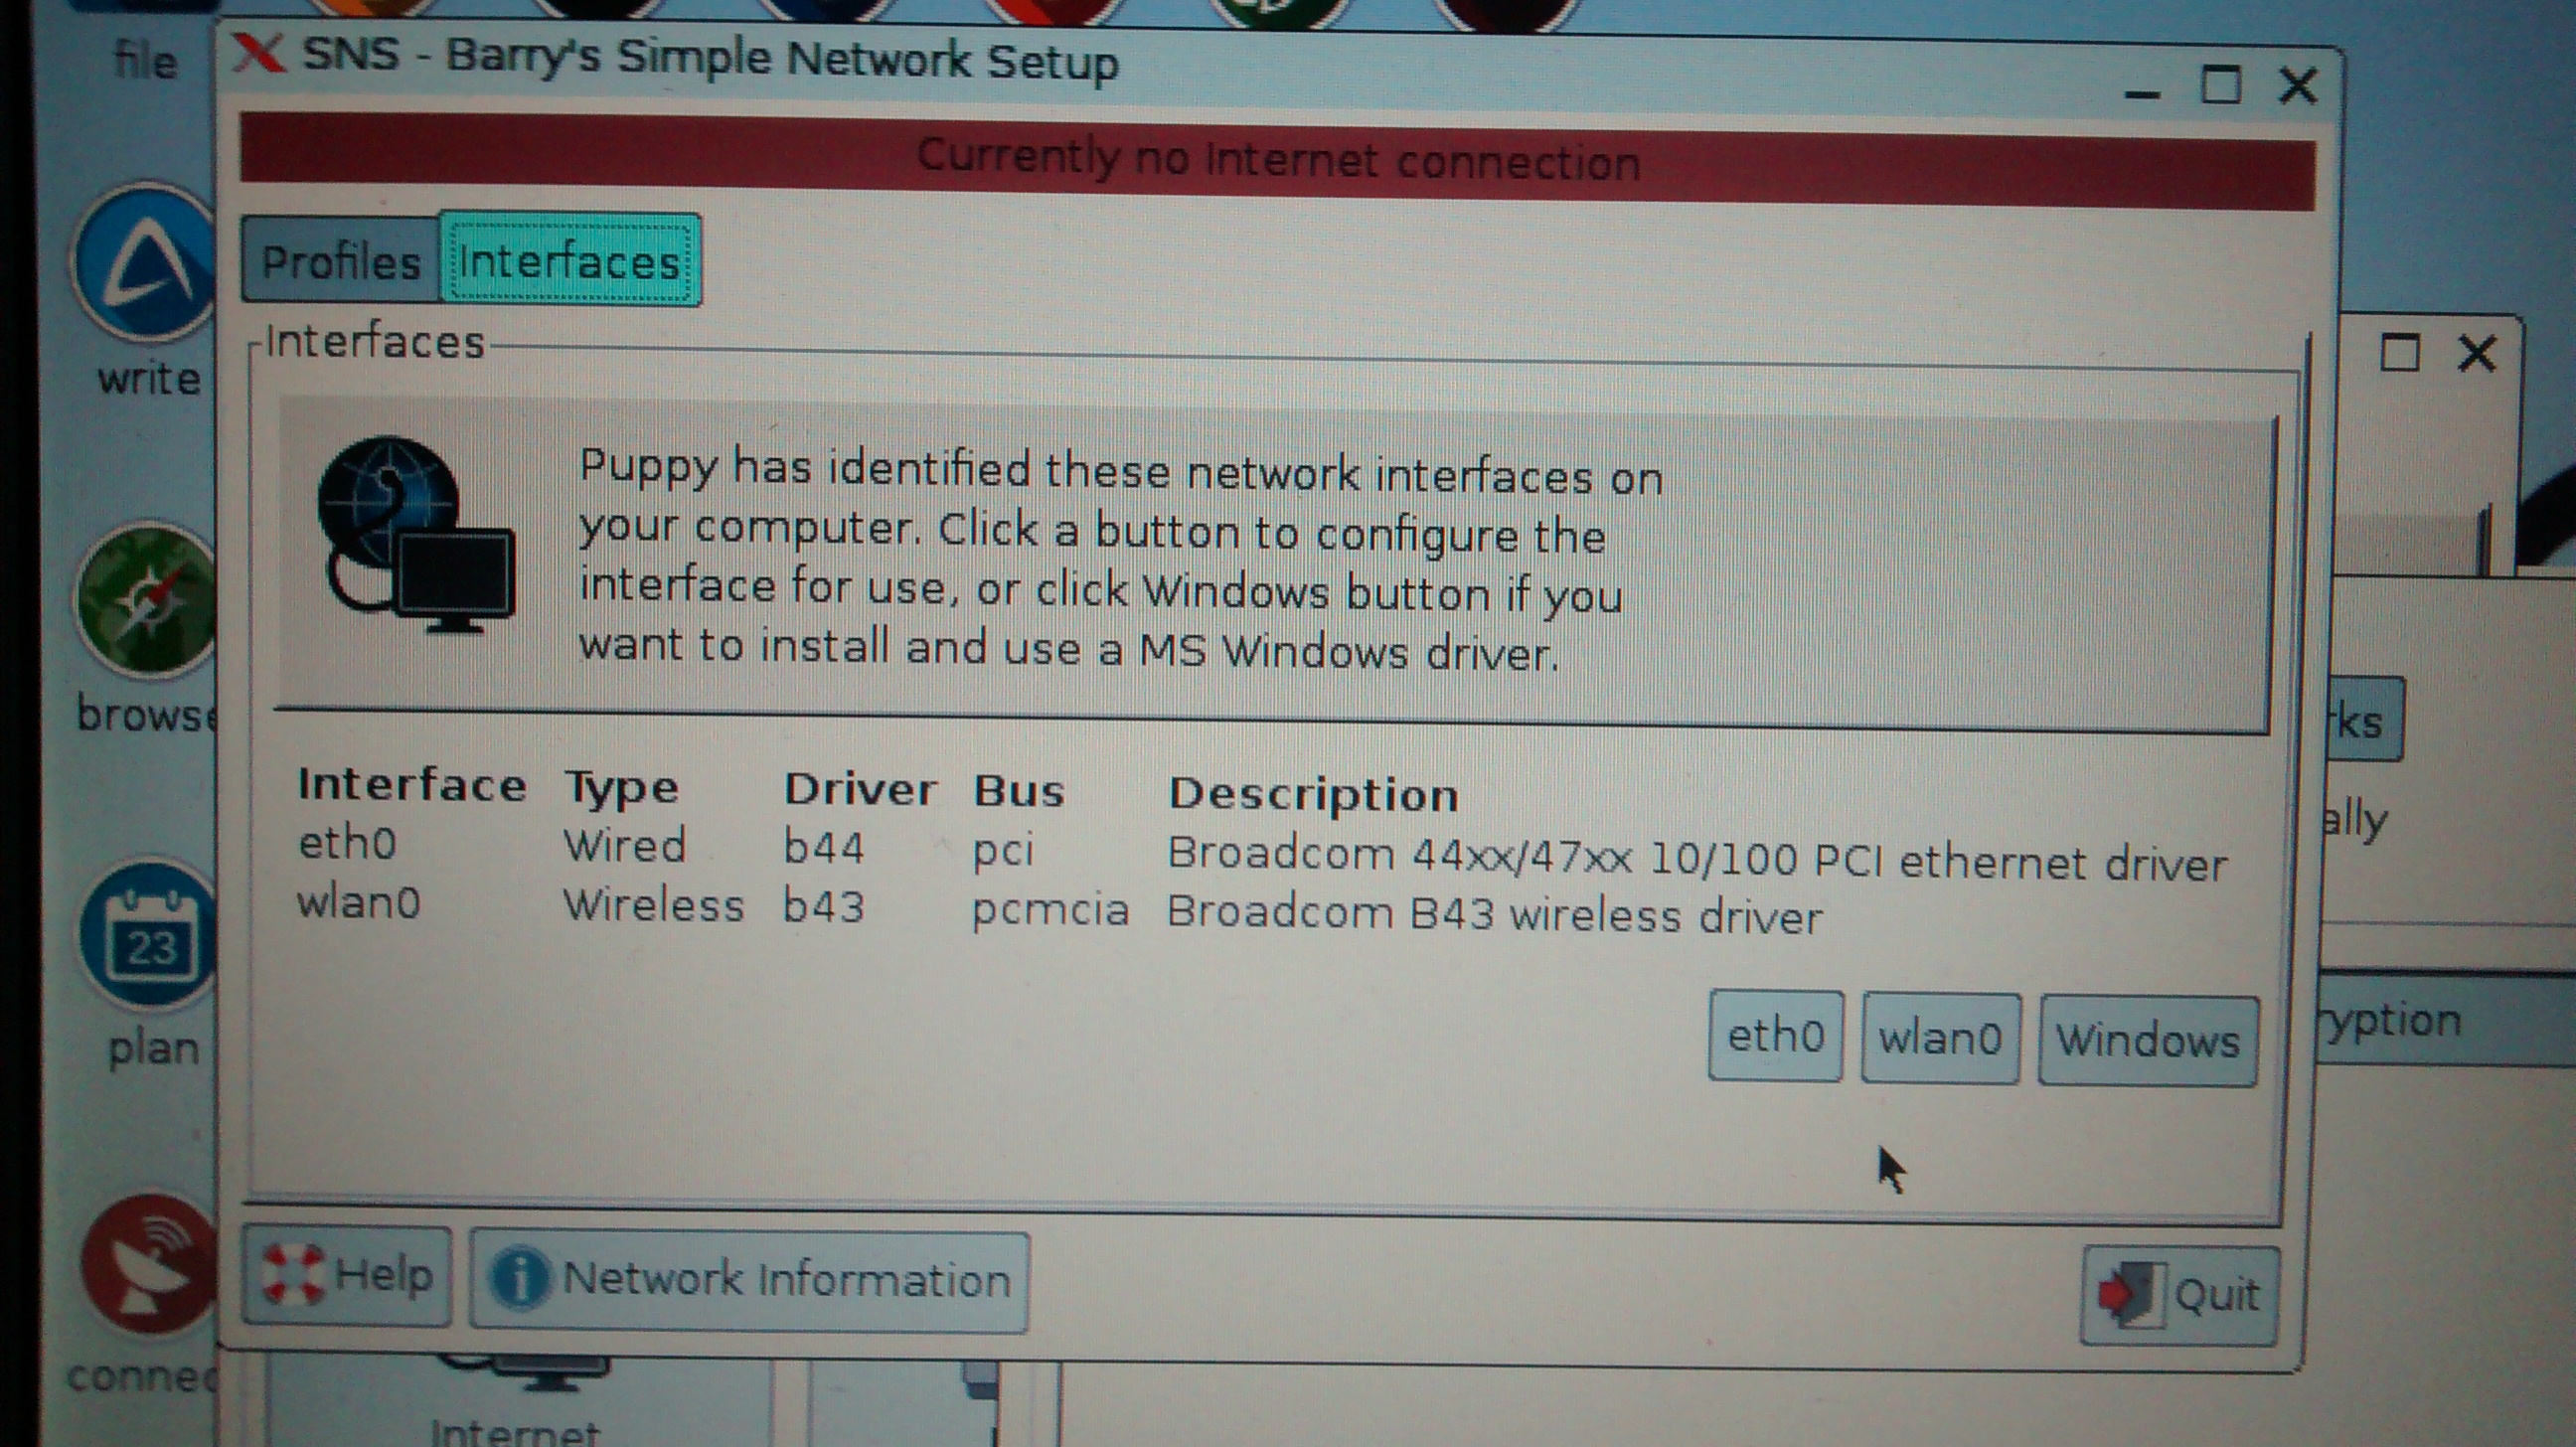 file
SNS - Barry's Simple Network Setup
Currently no Internet connection
Profiles
Interfaces
Interfaces
write
Puppy has identified these network interfaces on
your computer. Click a button to configure the
interface for use, or click Windows button if you
want to install and use a MS Windows driver.
browse
rks
ally
Interface Type Driver Bus Description
eth0 Wired b44 pci Broadcom 44xx/47xx 10/100 PCI ethernet driver
wlan0 Wireless b43 pcmcia Broadcom B43 wireless driver
23
plan
eth0 wlan0 Windows
yption
Help
Network Information
Quit
connec
Internet